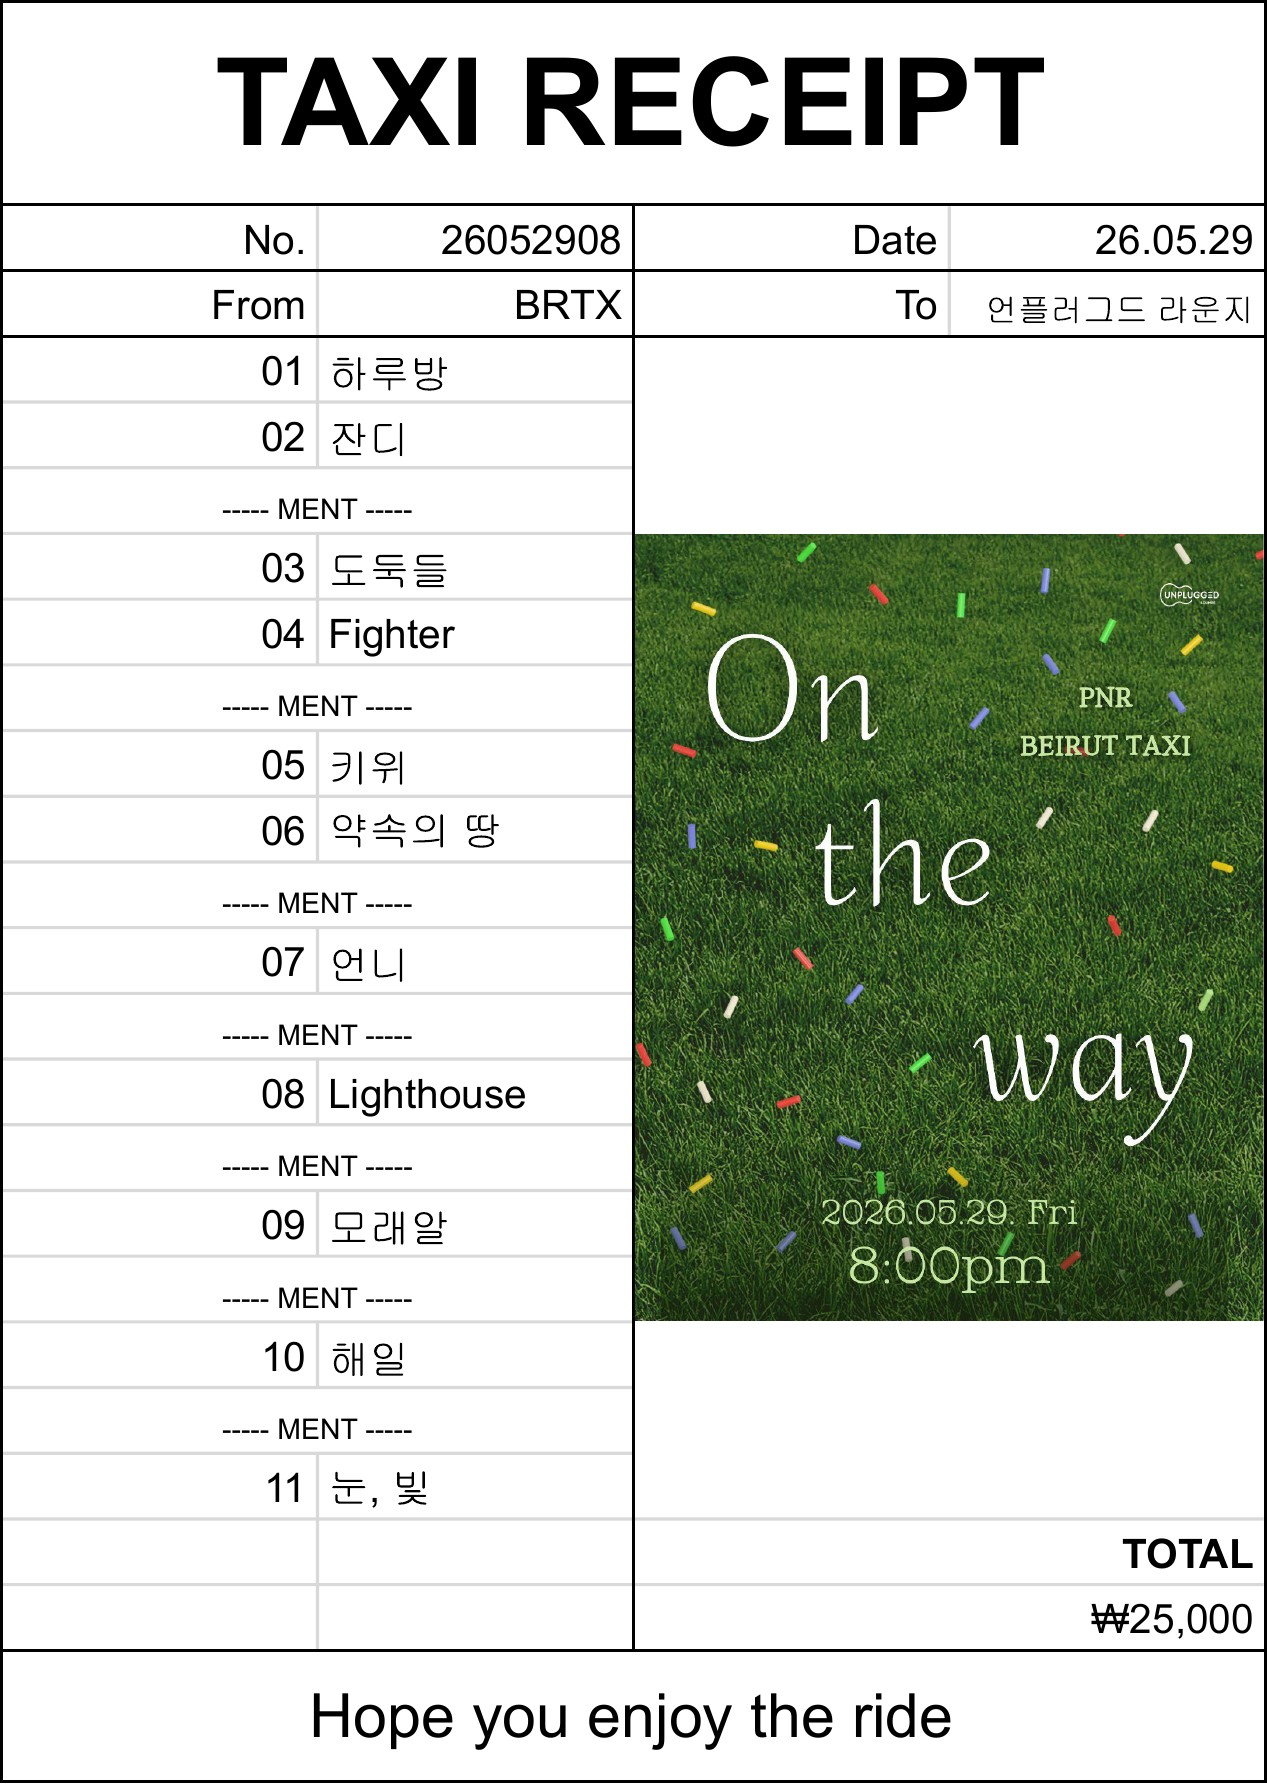 TAXI RECEIPT
No. 26052908 Date 26.05.29
From BRTX To 언플러그드 라운지
01 하루방
02 잔디
----- MENT -----
03 도둑들
04 Fighter
----- MENT -----
05 키위
06 약속의 땅
----- MENT -----
07 언니
----- MENT -----
08 Lighthouse
----- MENT -----
09 모래알
----- MENT -----
10 해일
----- MENT -----
11 눈, 빛
UNPLUGGED
On
PNR
BEIRUT TAXI
the
way
2026.05.29. Fri
8:00pm
TOTAL
₩25,000
Hope you enjoy the ride